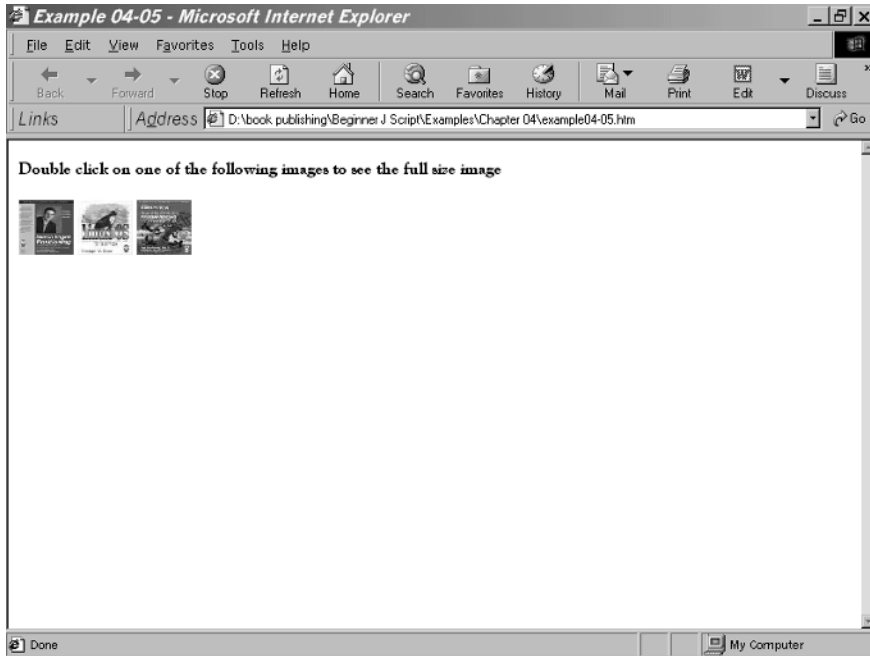 Example 04-05 - Microsoft Internet Explorer
File Edit View Favorites Tools Help
Back Forward Stop Refresh Home Search Favorites History Mail Print Edit Discuss »
Links Address D:\book publishing\Beginner J Script\Examples\Chapter 04\example04-05.htm Go
Double click on one of the following images to see the full size image
Done My Computer